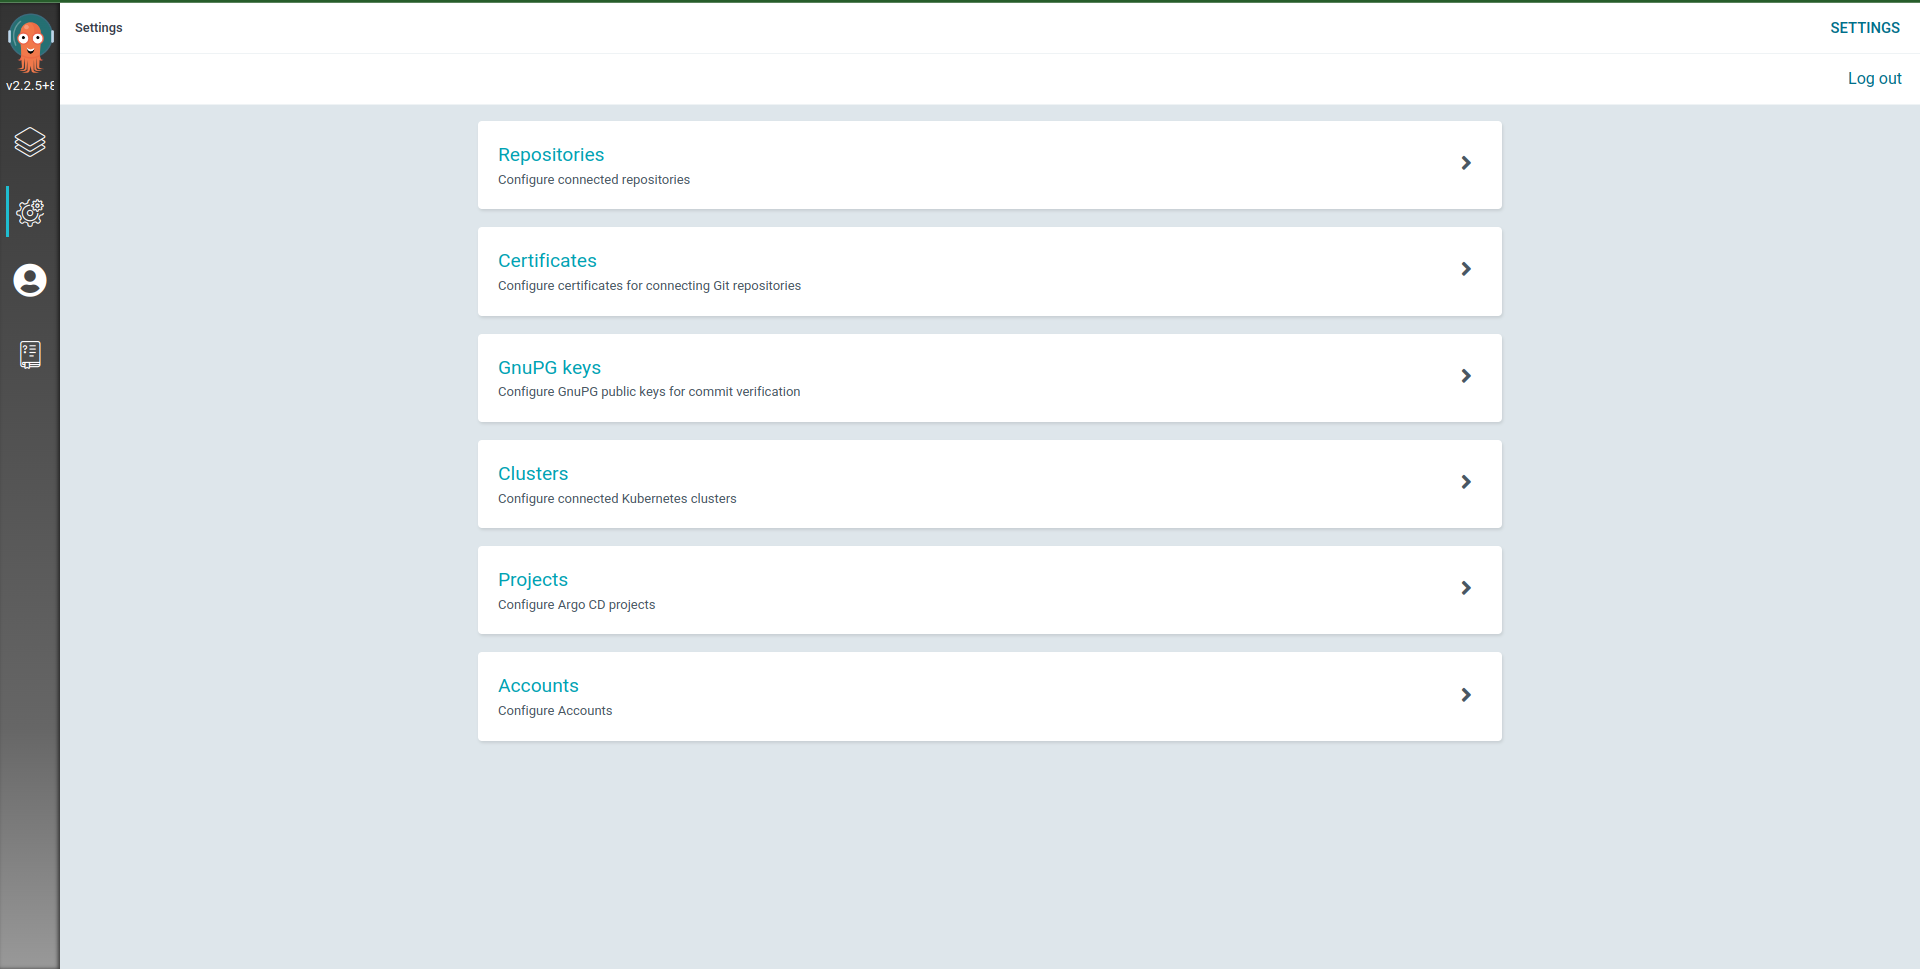 Settings
SETTINGS
v2.2.5+8
Log out
Repositories
Configure connected repositories
Certificates
Configure certificates for connecting Git repositories
GnuPG keys
Configure GnuPG public keys for commit verification
Clusters
Configure connected Kubernetes clusters
Projects
Configure Argo CD projects
Accounts
Configure Accounts